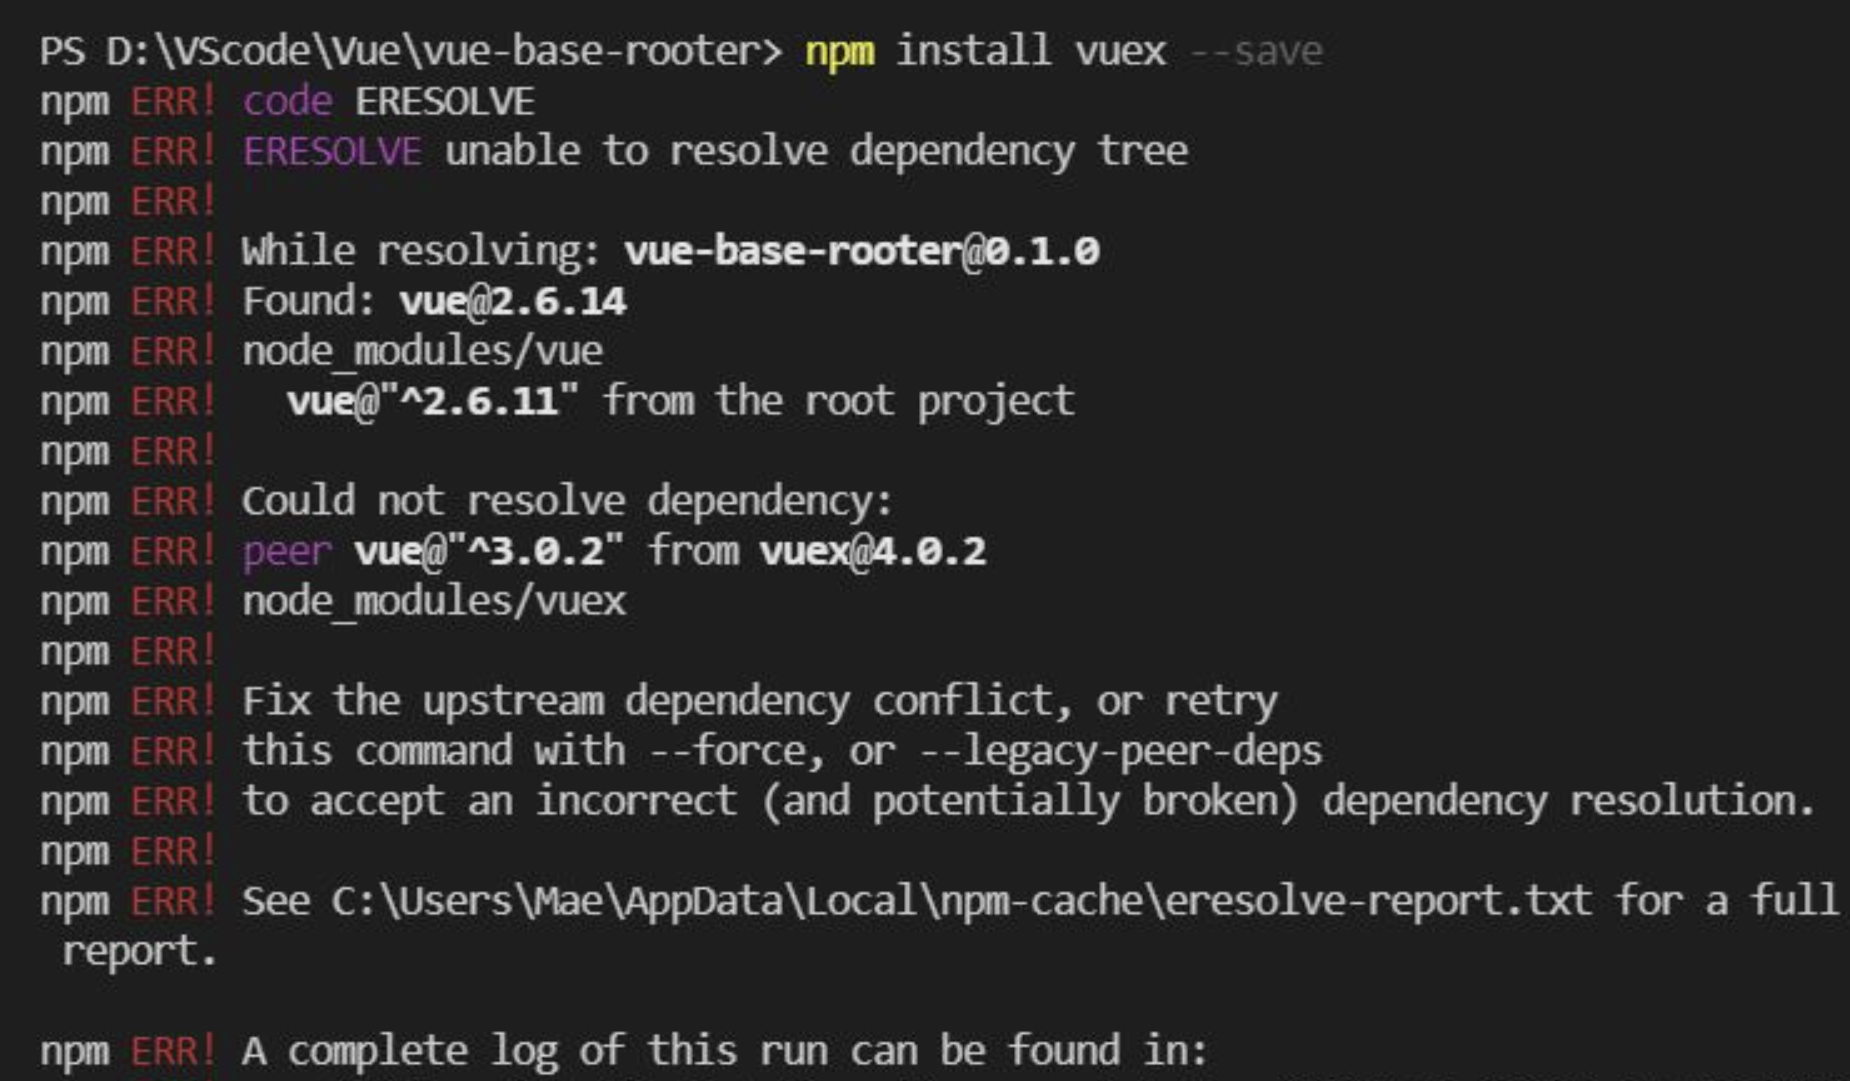 PS D:\VScode\Vue\vue-base-rooter> npm install vuex --save
npm ERR! code ERESOLVE
npm ERR! ERESOLVE unable to resolve dependency tree
npm ERR!
npm ERR! While resolving: vue-base-rooter@0.1.0
npm ERR! Found: vue@2.6.14
npm ERR! node_modules/vue
npm ERR!   vue@"^2.6.11" from the root project
npm ERR!
npm ERR! Could not resolve dependency:
npm ERR! peer vue@"^3.0.2" from vuex@4.0.2
npm ERR! node_modules/vuex
npm ERR!
npm ERR! Fix the upstream dependency conflict, or retry
npm ERR! this command with --force, or --legacy-peer-deps
npm ERR! to accept an incorrect (and potentially broken) dependency resolution.
npm ERR!
npm ERR! See C:\Users\Mae\AppData\Local\npm-cache\eresolve-report.txt for a full
 report.
npm ERR! A complete log of this run can be found in: